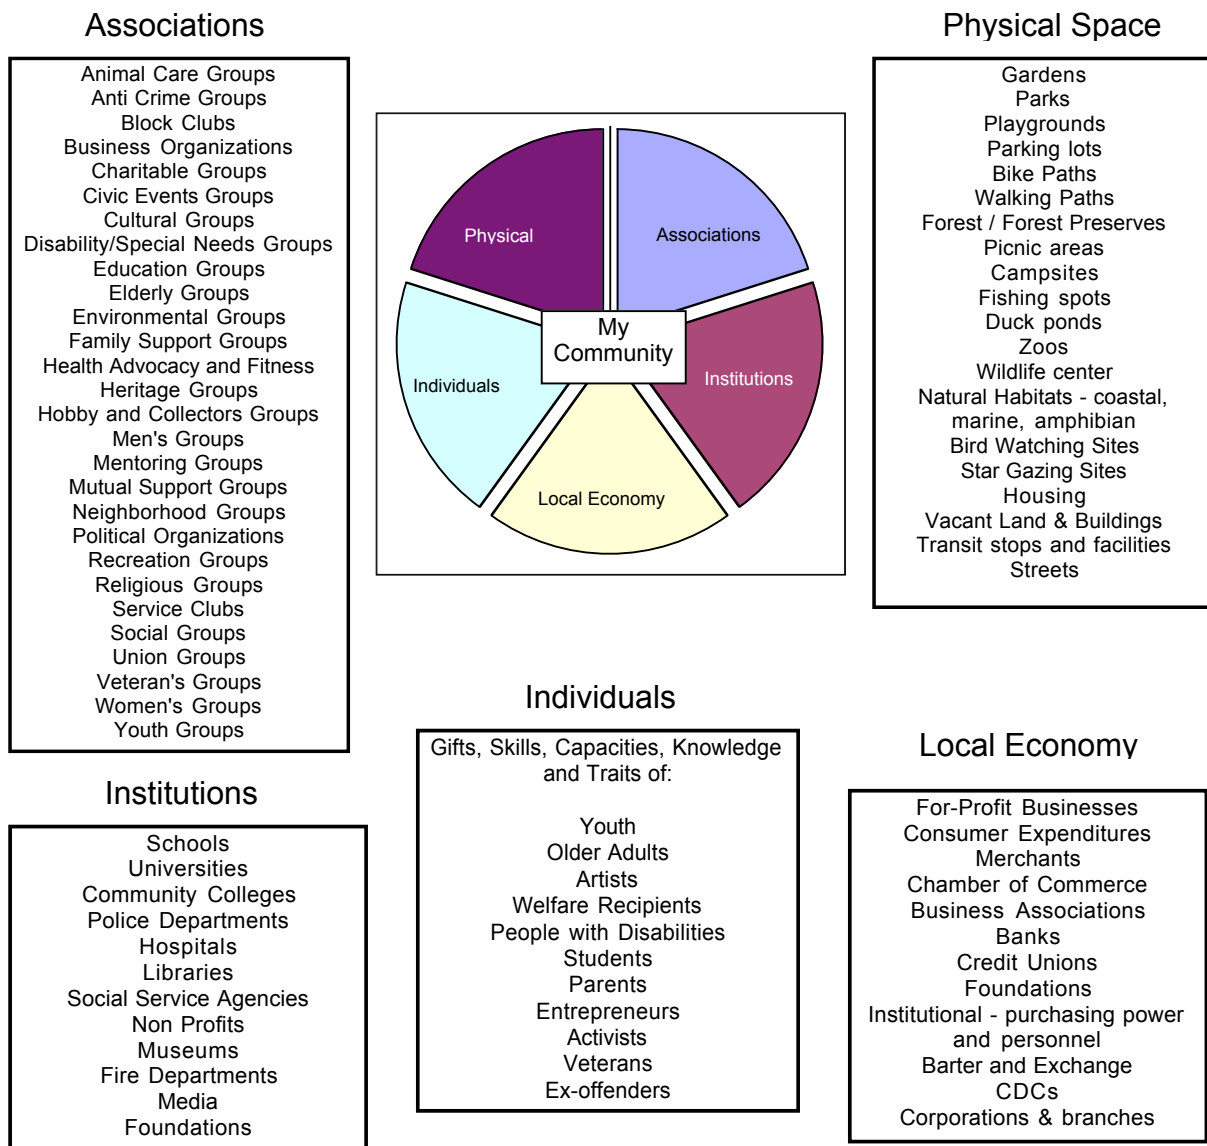 Associations
Animal Care Groups
Anti Crime Groups
Block Clubs
Business Organizations
Charitable Groups
Civic Events Groups
Cultural Groups
Disability/Special Needs Groups
Education Groups
Elderly Groups
Environmental Groups
Family Support Groups
Health Advocacy and Fitness
Heritage Groups
Hobby and Collectors Groups
Men's Groups
Mentoring Groups
Mutual Support Groups
Neighborhood Groups
Political Organizations
Recreation Groups
Religious Groups
Service Clubs
Social Groups
Union Groups
Veteran's Groups
Women's Groups
Youth Groups
Physical
Associations
My
Community
Individuals
Institutions
Local Economy
Physical Space
Gardens
Parks
Playgrounds
Parking lots
Bike Paths
Walking Paths
Forest / Forest Preserves
Picnic areas
Campsites
Fishing spots
Duck ponds
Zoos
Wildlife center
Natural Habitats - coastal,
marine, amphibian
Bird Watching Sites
Star Gazing Sites
Housing
Vacant Land & Buildings
Transit stops and facilities
Streets
Institutions
Schools
Universities
Community Colleges
Police Departments
Hospitals
Libraries
Social Service Agencies
Non Profits
Museums
Fire Departments
Media
Foundations
Individuals
Gifts, Skills, Capacities, Knowledge
and Traits of:
Youth
Older Adults
Artists
Welfare Recipients
People with Disabilities
Students
Parents
Entrepreneurs
Activists
Veterans
Ex-offenders
Local Economy
For-Profit Businesses
Consumer Expenditures
Merchants
Chamber of Commerce
Business Associations
Banks
Credit Unions
Foundations
Institutional - purchasing power
and personnel
Barter and Exchange
CDCs
Corporations & branches